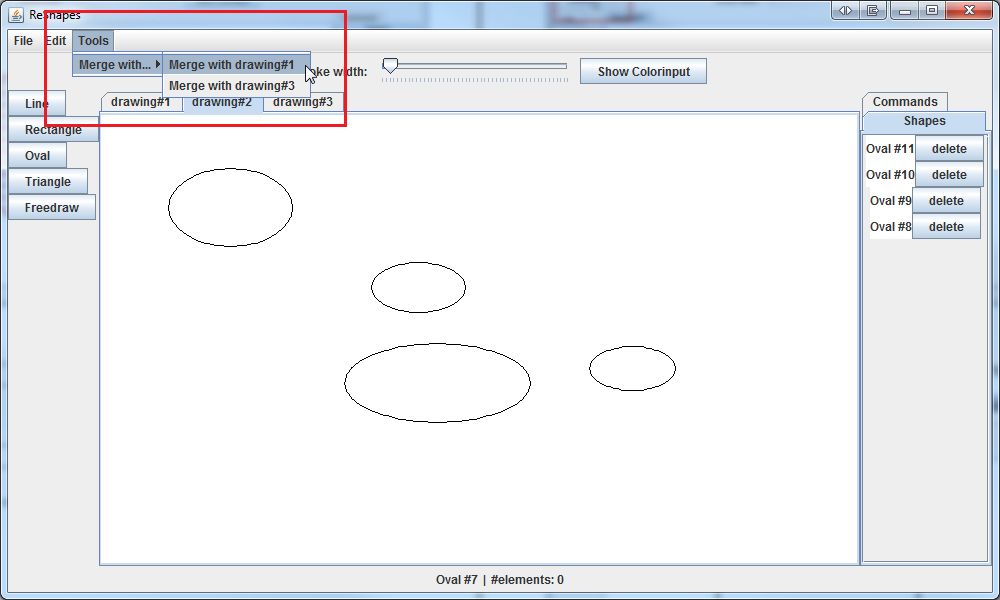 ReShapes
File Edit Tools
Merge with... Merge with drawing#1
Merge with drawing#3
width:
Show Colorinput
drawing#1 drawing#2 drawing#3
Line
Rectangle
Oval
Triangle
Freedraw
Commands
Shapes
Oval #11 delete
Oval #10 delete
Oval #9 delete
Oval #8 delete
Oval #7 | #elements: 0